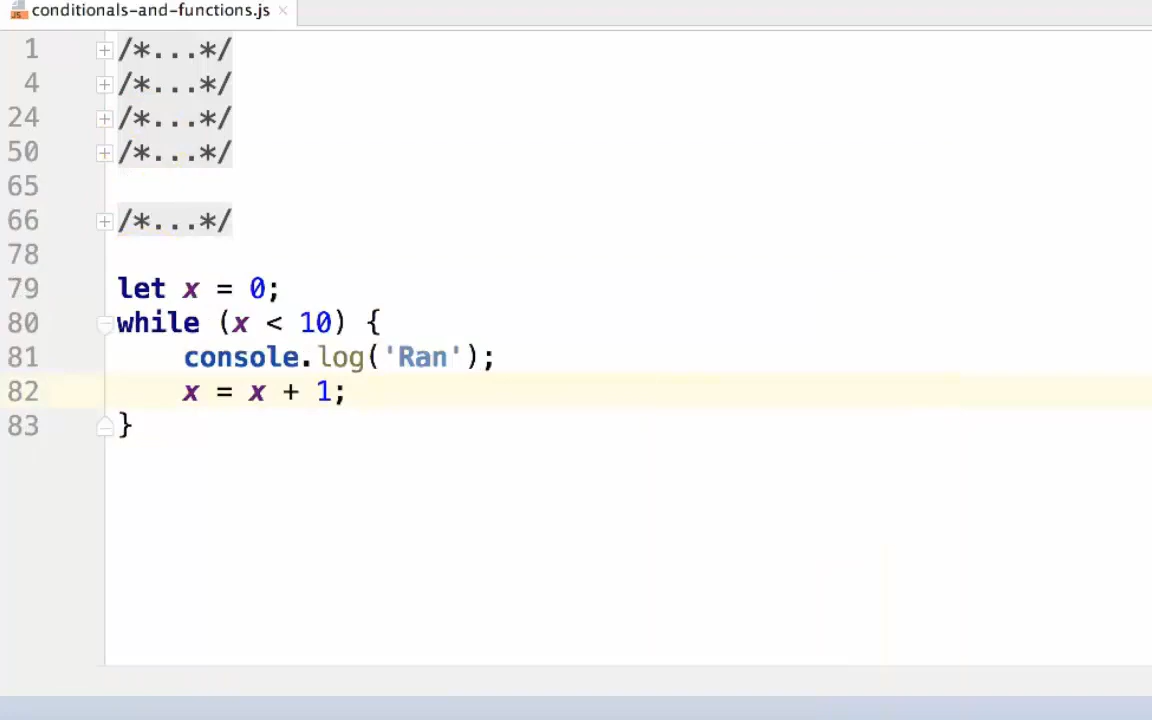 conditionals-and-functions.js
1 /*...*/
4 /*...*/
24 /*...*/
50 /*...*/
65
66 /*...*/
78
79 let x = 0;
80 while (x < 10) {
81     console.log('Ran');
82     x = x + 1;
83 }